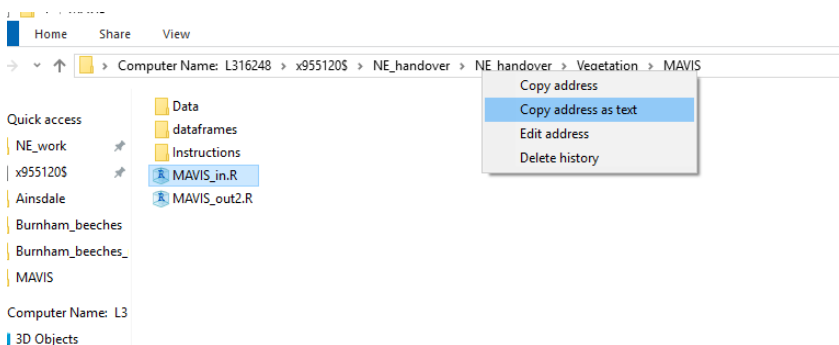 Home Share View
Computer Name: L316248 > x955120$ > NE_handover > NE_handover > Vegetation > MAVIS
Copy address
Copy address as text
Edit address
Delete history
Quick access
NE_work
x955120$
Ainsdale
Burnham_beeches
Burnham_beeches_
MAVIS
Computer Name: L3
3D Objects
Data
dataframes
Instructions
MAVIS_in.R
MAVIS_out2.R